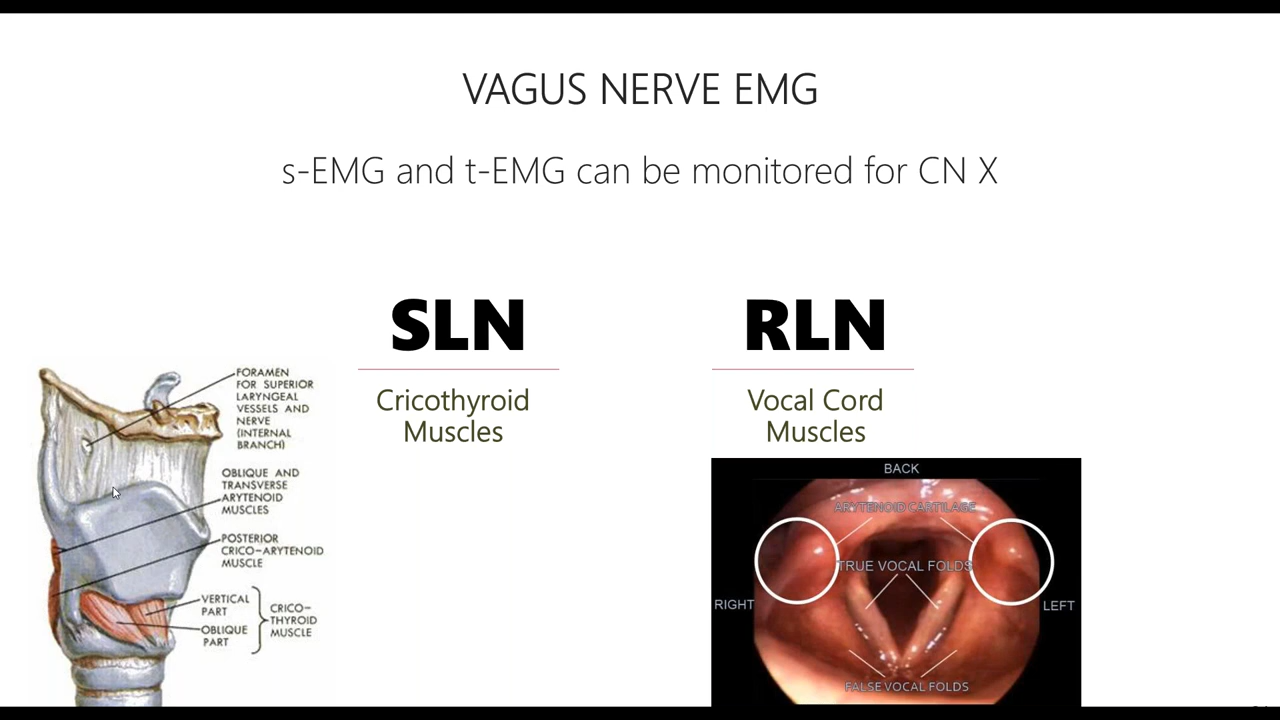 VAGUS NERVE EMG
s-EMG and t-EMG can be monitored for CN X
SLN
Cricothyroid
Muscles
RLN
Vocal Cord
Muscles
FORAMEN
FOR SUPERIOR
LARYNGEAL
VESSELS AND
NERVE
(INTERNAL
BRANCH)
OBLIQUE AND
TRANSVERSE
ARYTENOID
MUSCLES
POSTERIOR
CRICO-ARYTENOID
MUSCLE
VERTICAL
PART
OBLIQUE
PART
CRICO-
THYROID
MUSCLE
BACK
ARYTENOID CARTILAGE
TRUE VOCAL FOLDS
RIGHT
LEFT
FALSE VOCAL FOLDS